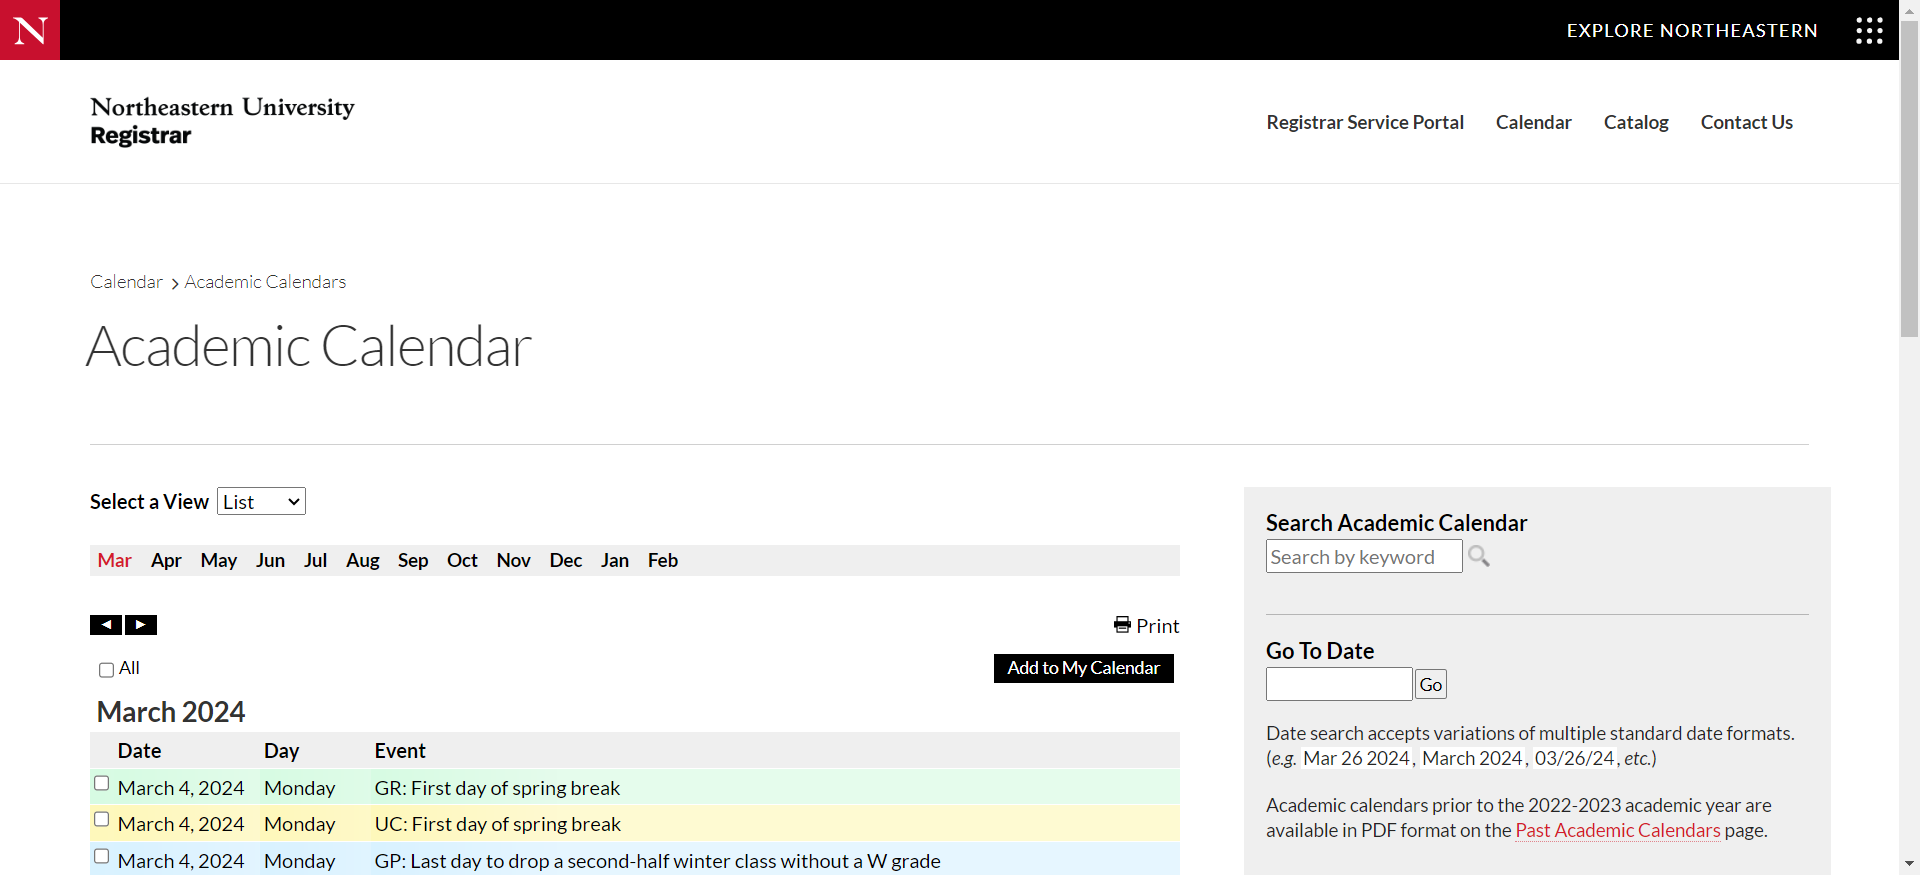 N
EXPLORE NORTHEASTERN
Northeastern University
Registrar
Registrar Service Portal Calendar Catalog Contact Us
Calendar > Academic Calendars
Academic Calendar
Select a View List
Mar Apr May Jun Jul Aug Sep Oct Nov Dec Jan Feb
Print
All
Add to My Calendar
March 2024
Date Day Event
March 4, 2024 Monday GR: First day of spring break
March 4, 2024 Monday UC: First day of spring break
March 4, 2024 Monday GP: Last day to drop a second-half winter class without a W grade
Search Academic Calendar
Search by keyword
Go To Date
Go
Date search accepts variations of multiple standard date formats.
(e.g. Mar 26 2024, March 2024, 03/26/24, etc.)
Academic calendars prior to the 2022-2023 academic year are
available in PDF format on the Past Academic Calendars page.